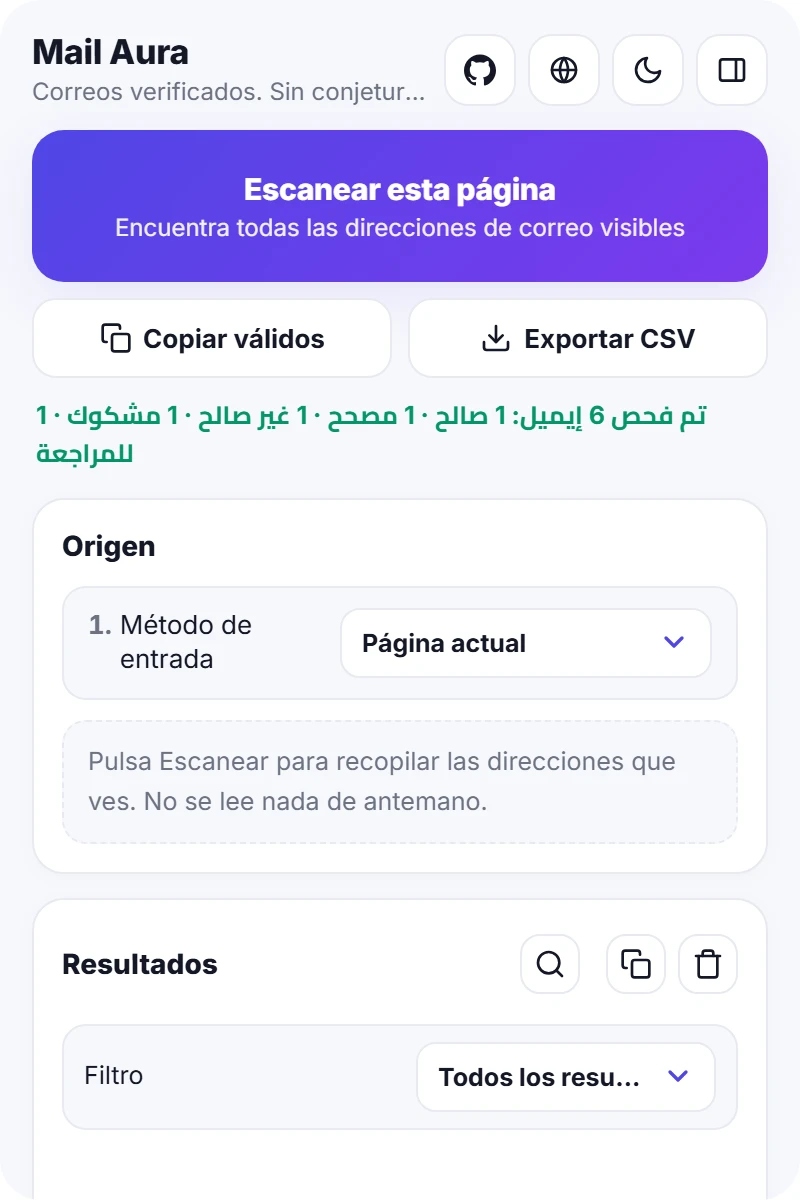 Mail Aura
Correos verificados. Sin conjetur...
Escanear esta página
Encuentra todas las direcciones de correo visibles
Copiar válidos
Exportar CSV
تم فحص 6 إيميل: 1 صالح · 1 مصحح · 1 غير صالح · 1 مشكوك · 1
للمراجعة
Origen
1. Método de
entrada
Página actual
Pulsa Escanear para recopilar las direcciones que
ves. No se lee nada de antemano.
Resultados
Filtro
Todos los resu...